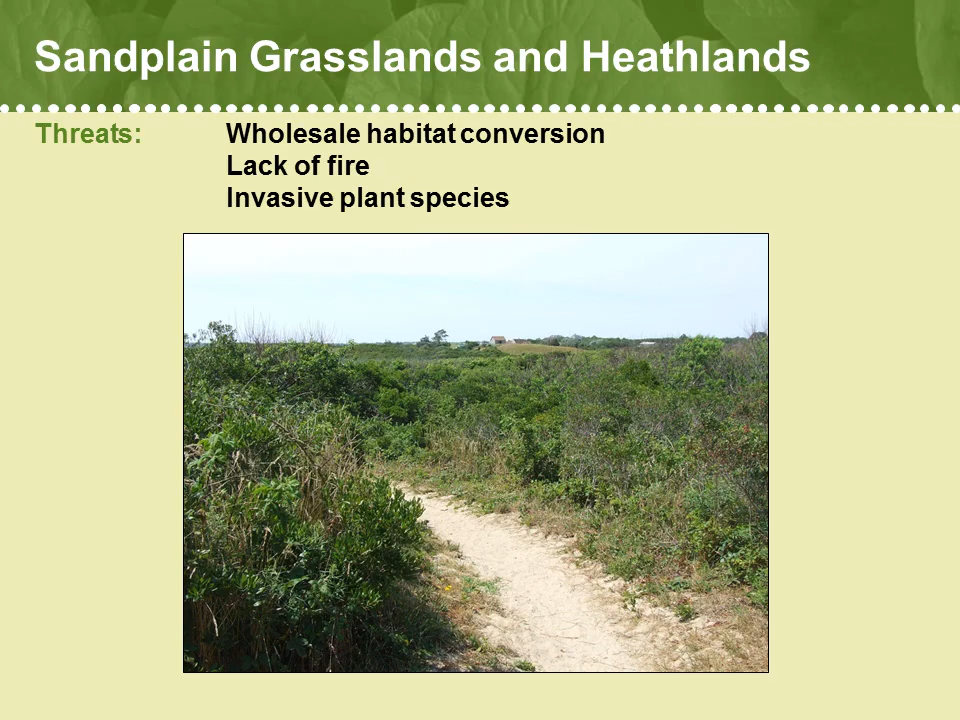 Sandplain Grasslands and Heathlands
Threats: Wholesale habitat conversion
Lack of fire
Invasive plant species